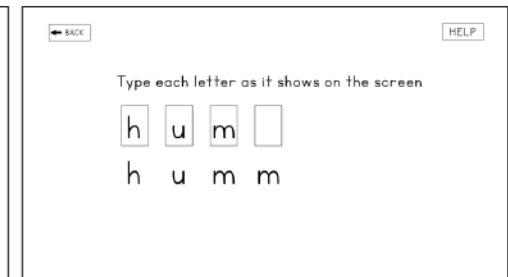 BACK
HELP
Type each letter as it shows on the screen
h u m
h u m m